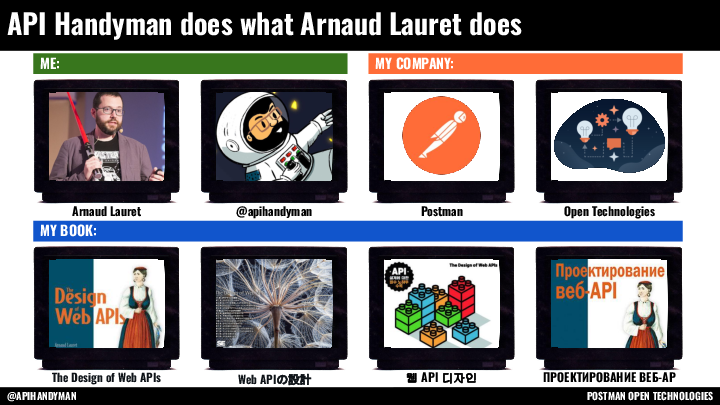 API Handyman does what Arnaud Lauret does
ME:
MY COMPANY:
Arnaud Lauret
@apihandyman
Postman
Open Technologies
MY BOOK:
The
Design
of
Web APIs
Arnaud Lauret
SE
API
The Design of Web APIs
Проектирование
веб-API
The Design of Web APIs
Web APIの設計
웹 API 디자인
ПРОЕКТИРОВАНИЕ ВЕБ-AP
@APIHANDYMAN
POSTMAN OPEN TECHNOLOGIES